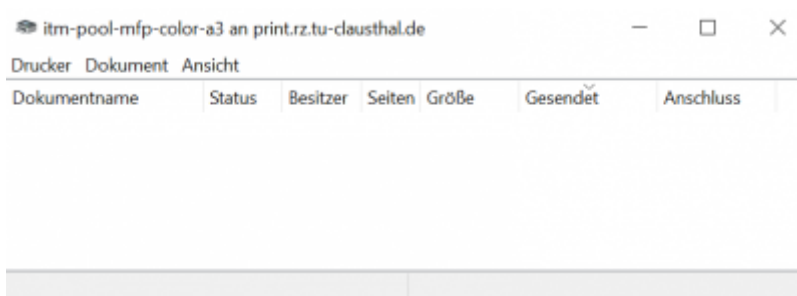 itm-pool-mfp-color-a3 an print.rz.tu-clausthal.de
Drucker Dokument Ansicht
Dokumentname Status Besitzer Seiten Größe Gesendet Anschluss